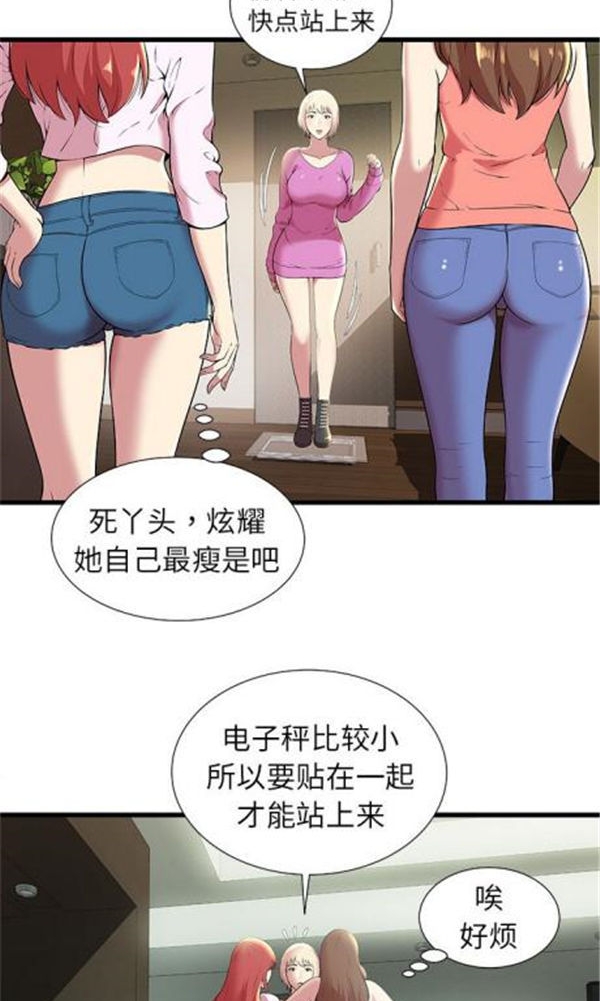 快点站上来
死丫头，炫耀
她自己最瘦是吧
电子秤比较小
所以要贴在一起
才能站上来
唉
好烦